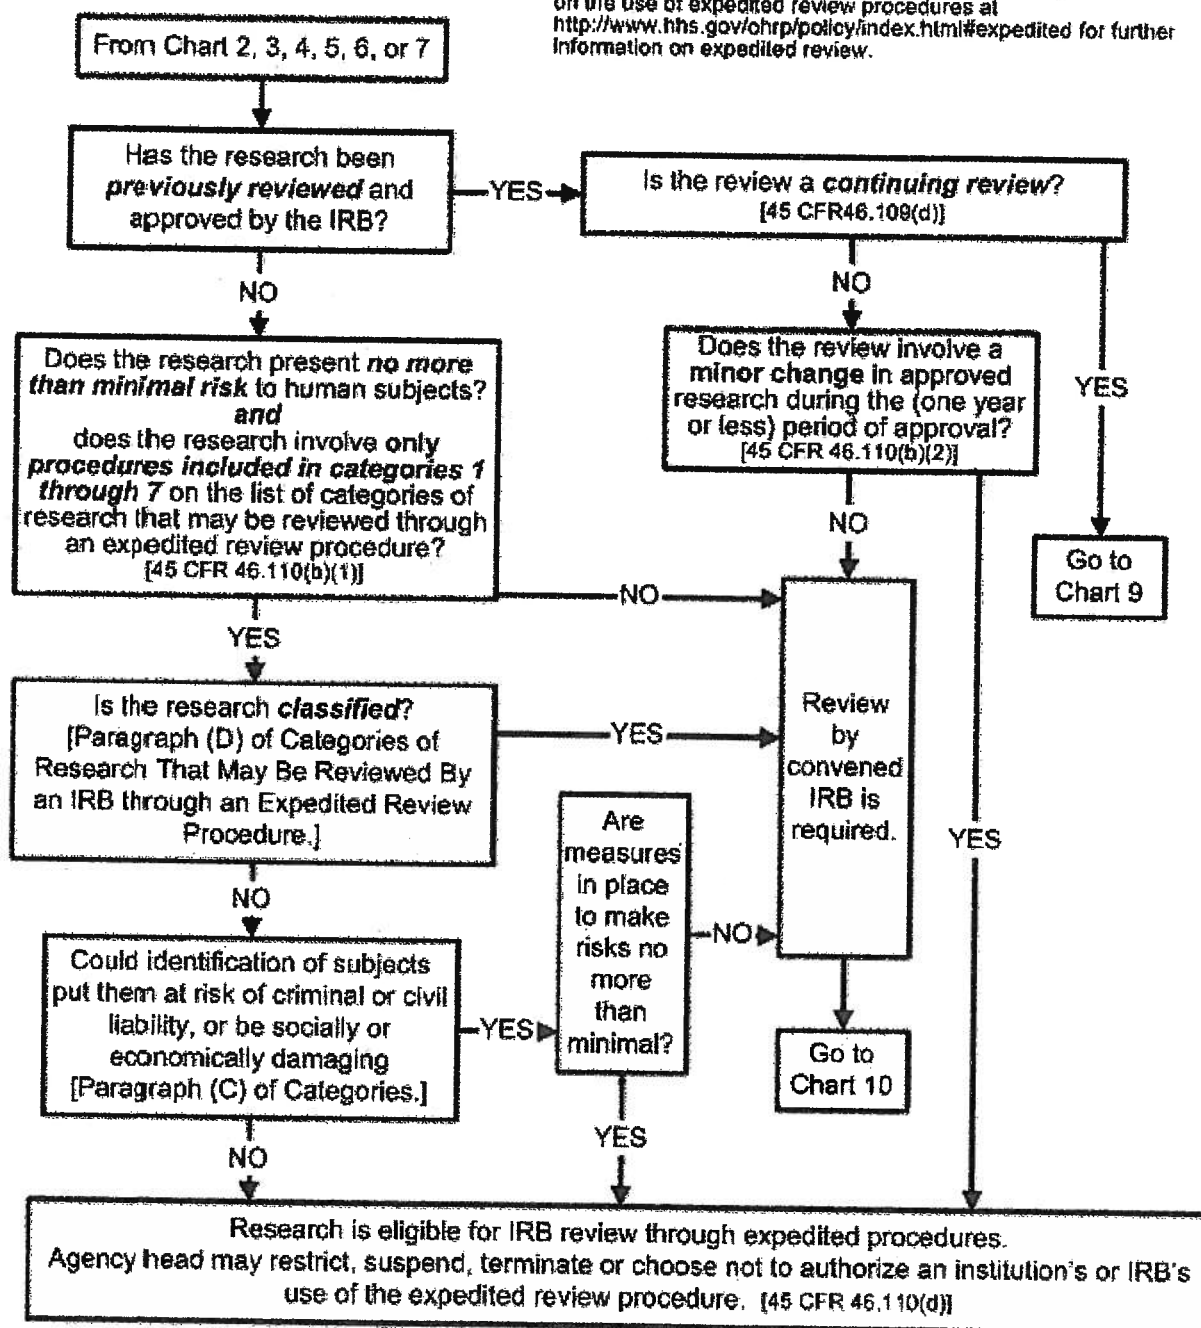 on the use of expedited review procedures at
http://www.hhs.gov/ohrp/policy/index.html#expedited for further
information on expedited review.
From Chart 2, 3, 4, 5, 6, or 7
Has the research been
previously reviewed and
approved by the IRB?
YES
Is the review a continuing review?
[45 CFR46.109(d)]
NO
NO
YES
Does the research present no more
than minimal risk to human subjects?
and
does the research involve only
procedures included in categories 1
through 7 on the list of categories of
research that may be reviewed through
an expedited review procedure?
[45 CFR 46.110(b)(1)]
Does the review involve a
minor change in approved
research during the (one year
or less) period of approval?
[45 CFR 46.110(b)(2)]
NO
Go to
Chart 9
NO
YES
Is the research classified?
[Paragraph (D) of Categories of
Research That May Be Reviewed By
an IRB through an Expedited Review
Procedure.]
YES
Review
by
convened
IRB is
required.
YES
NO
Are
measures
in place
to make
risks no
more
than
minimal?
NO
Could identification of subjects
put them at risk of criminal or civil
liability, or be socially or
economically damaging
[Paragraph (C) of Categories.]
YES
Go to
Chart 10
YES
NO
Research is eligible for IRB review through expedited procedures.
Agency head may restrict, suspend, terminate or choose not to authorize an institution's or IRB's
use of the expedited review procedure. [45 CFR 46.110(d)]